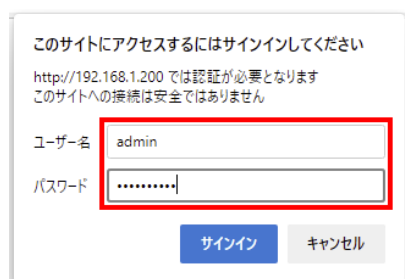 このサイトにアクセスするにはサインインしてください
http://192.168.1.200 では認証が必要となります
このサイトへの接続は安全ではありません
ユーザー名 admin
パスワード ••••••••••
サインイン キャンセル